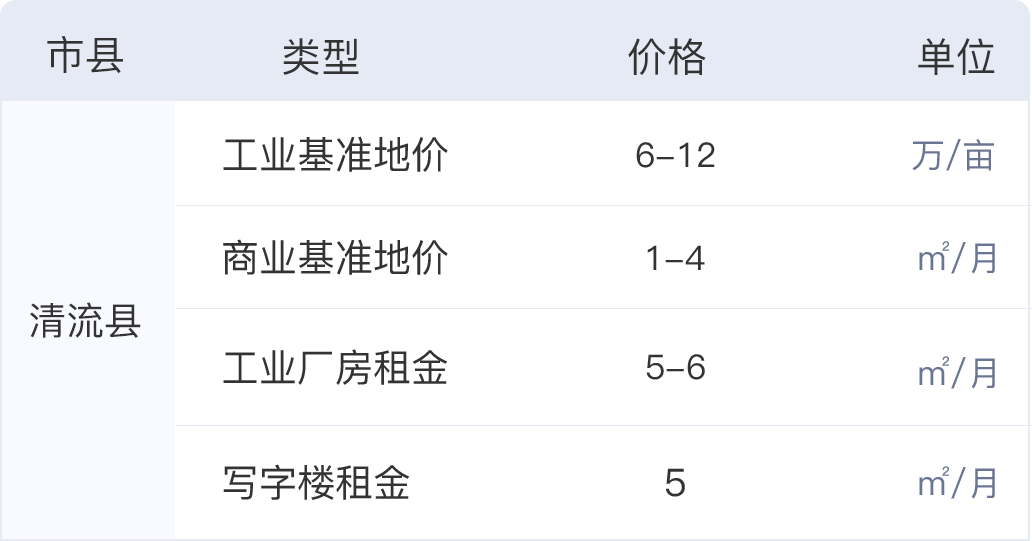 市县 类型 价格 单位
工业基准地价 6-12 万/亩
商业基准地价 1-4 ㎡/月
清流县
工业厂房租金 5-6 ㎡/月
写字楼租金 5 ㎡/月